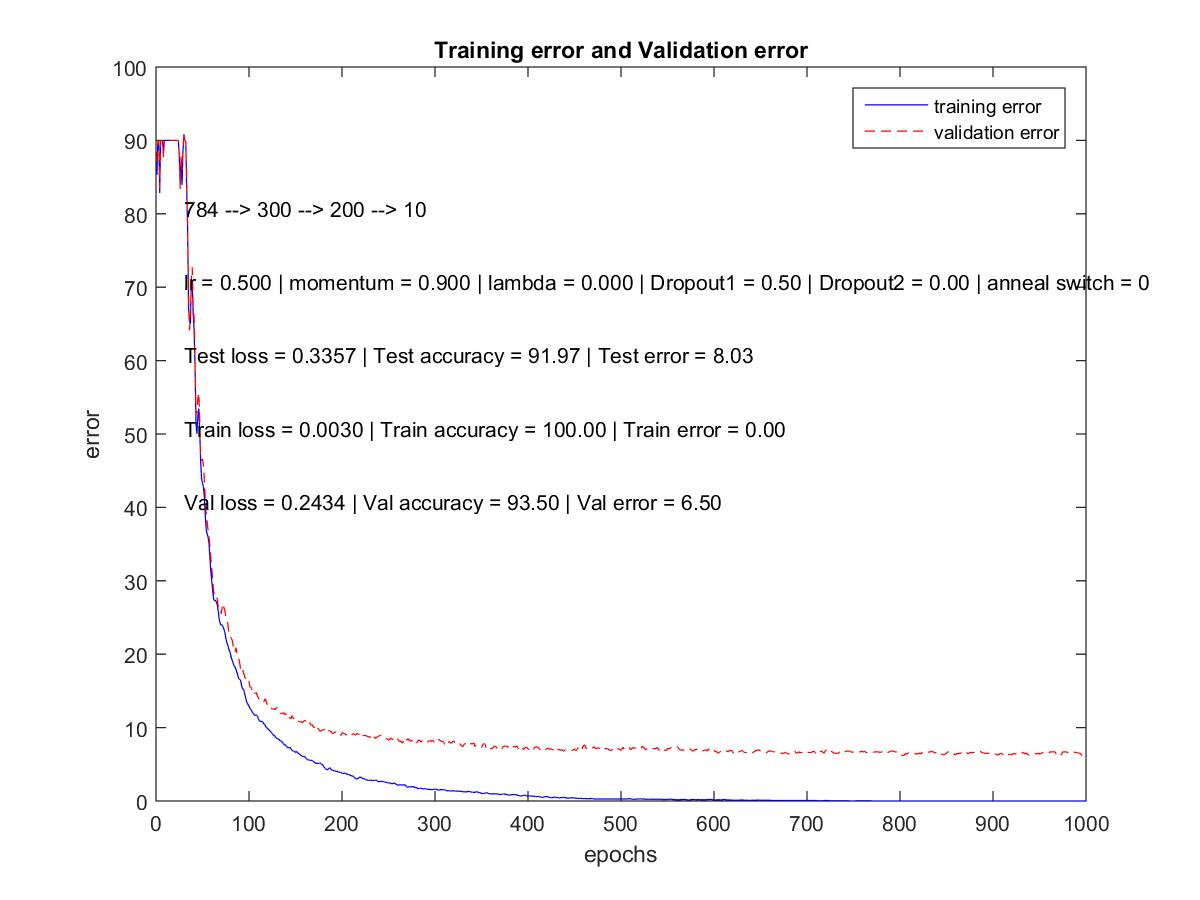 Training error and Validation error
100
training error
validation error
90
80
784 --> 300 --> 200 --> 10
70
lr = 0.500 | momentum = 0.900 | lambda = 0.000 | Dropout1 = 0.50 | Dropout2 = 0.00 | anneal switch = 0
60
Test loss = 0.3357 | Test accuracy = 91.97 | Test error = 8.03
50
Train loss = 0.0030 | Train accuracy = 100.00 | Train error = 0.00
error
40
Val loss = 0.2434 | Val accuracy = 93.50 | Val error = 6.50
30
20
10
0
0 100 200 300 400 500 600 700 800 900 1000
epochs